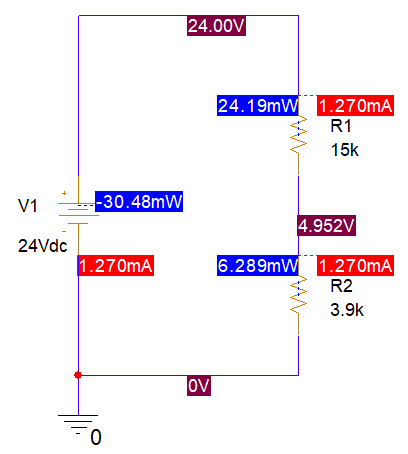 24.00V
24.19mW 1.270mA
R1
15k
-30.48mW
V1
4.952V
24Vdc
1.270mA 6.289mW 1.270mA
R2
3.9k
0V
0